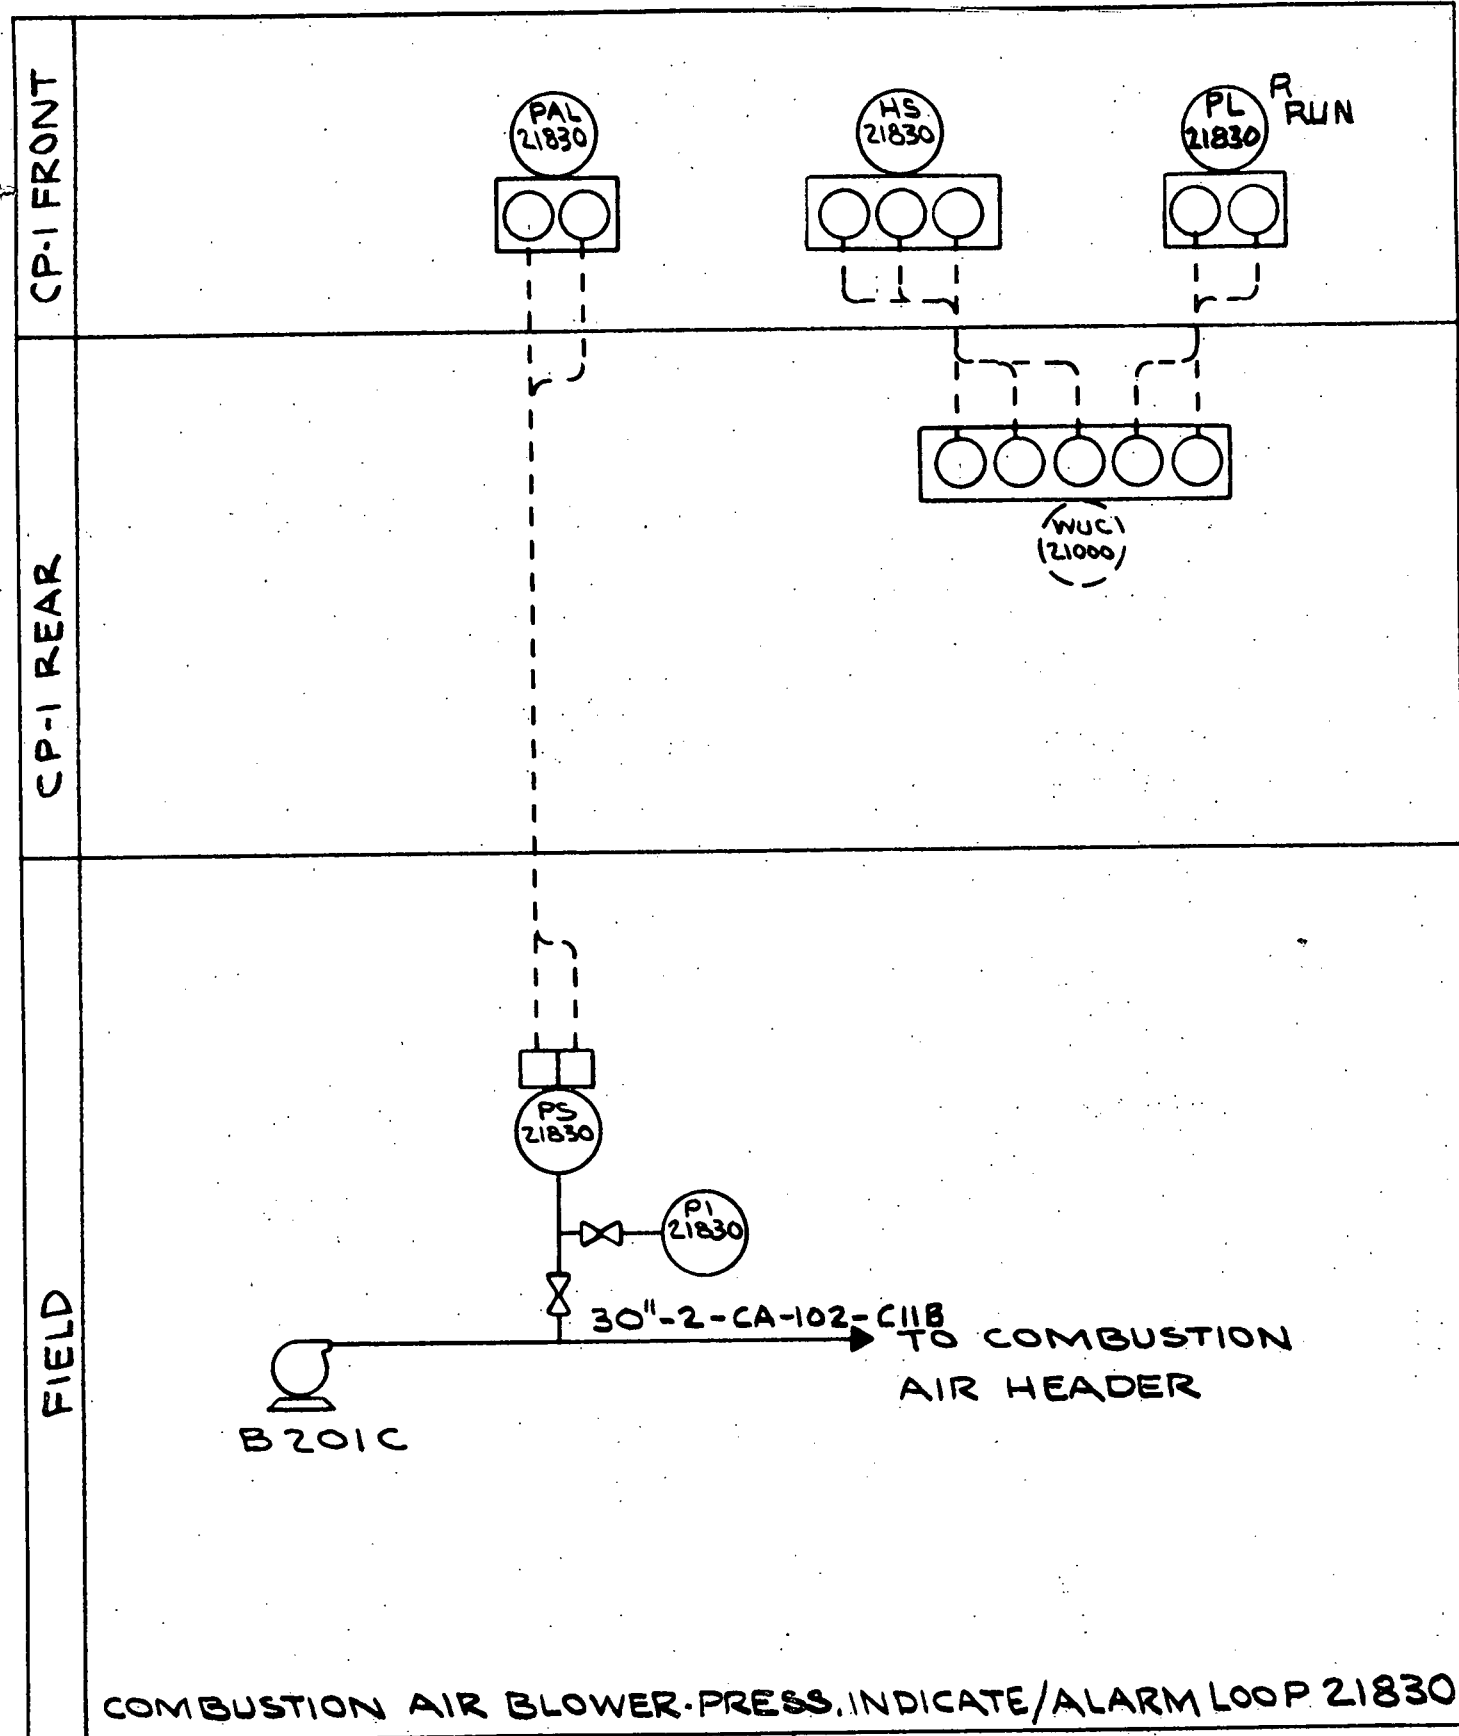 CP-1 FRONT
PAL
21830
HS
21830
PL
21830
R
RUN
CP-1 REAR
WUC1
21000
FIELD
PS
21830
PI
21830
30"-2-CA-102-C11B
TO COMBUSTION
AIR HEADER
B201C
COMBUSTION AIR BLOWER-PRESS. INDICATE/ALARM LOOP 21830